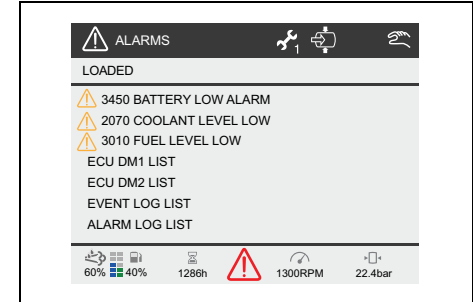 ALARMS
1
LOADED
3450 BATTERY LOW ALARM
2070 COOLANT LEVEL LOW
3010 FUEL LEVEL LOW
ECU DM1 LIST
ECU DM2 LIST
EVENT LOG LIST
ALARM LOG LIST
60% 40% 1286h 1300RPM 22.4bar